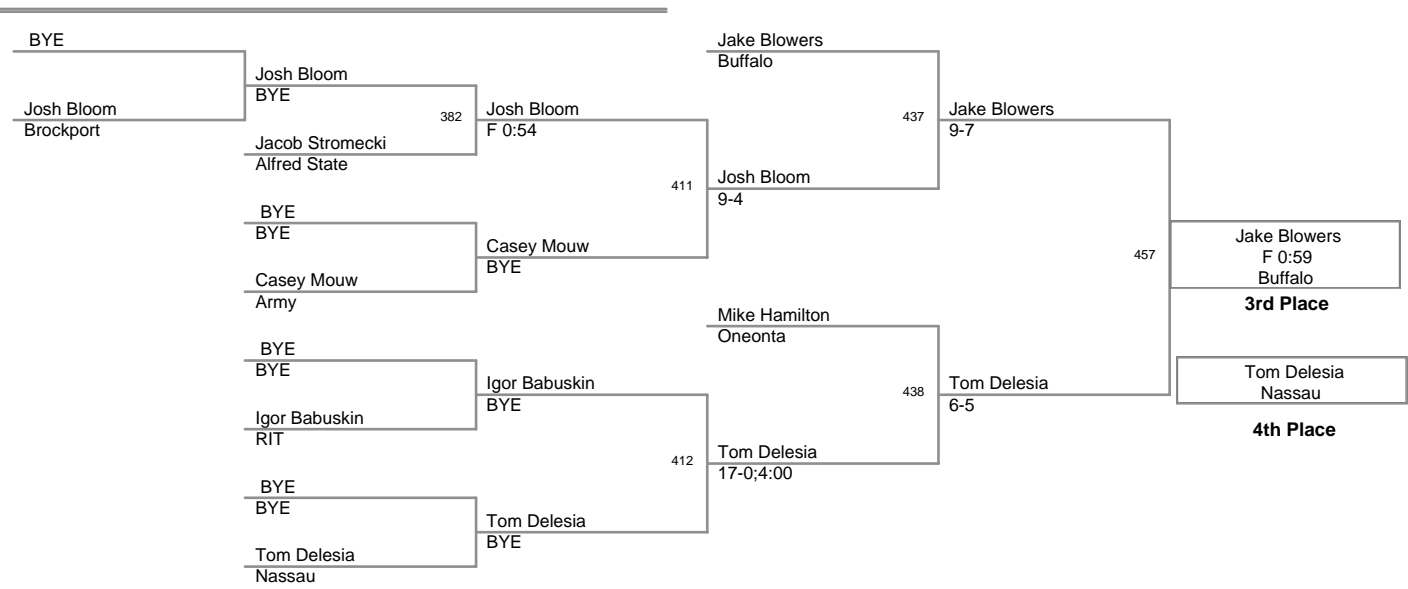 BYE
Josh Bloom
Brockport
Josh Bloom
BYE
382
Jacob Stromecki
Alfred State
BYE
BYE
Casey Mouw
Army
BYE
BYE
Igor Babuskin
RIT
BYE
BYE
Tom Delesia
Nassau
Josh Bloom
F 0:54
411
Casey Mouw
BYE
Igor Babuskin
BYE
412
Tom Delesia
BYE
Jake Blowers
Buffalo
437
Josh Bloom
9-4
Mike Hamilton
Oneonta
438
Tom Delesia
17-0;4:00
Jake Blowers
9-7
457
Tom Delesia
6-5
Jake Blowers
F 0:59
Buffalo
3rd Place
Tom Delesia
Nassau
4th Place